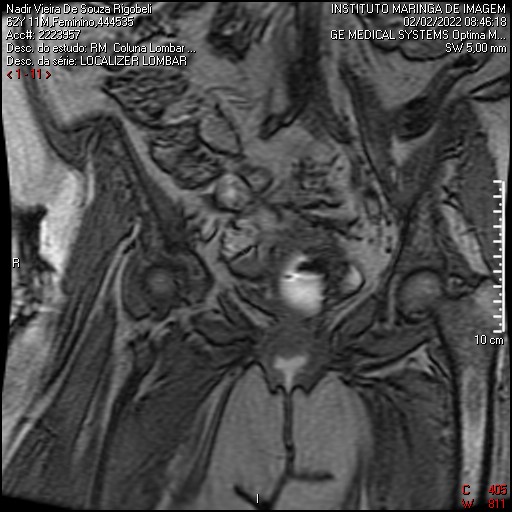 Nadir Vieira De Souza Rigobeli
62Y 11M,Feminino,444535
Acc#: 2223957
Desc. do estudo: RM Coluna Lombar ...
Desc. da série: LOCALIZER LOMBAR
<1 -11 >
INSTITUTO MARINGA DE IMAGEM
02/02/2022 08:46:18
GE MEDICAL SYSTEMS Optima M...
SW 5,00 mm
R
10 cm
I
C 405
W 811